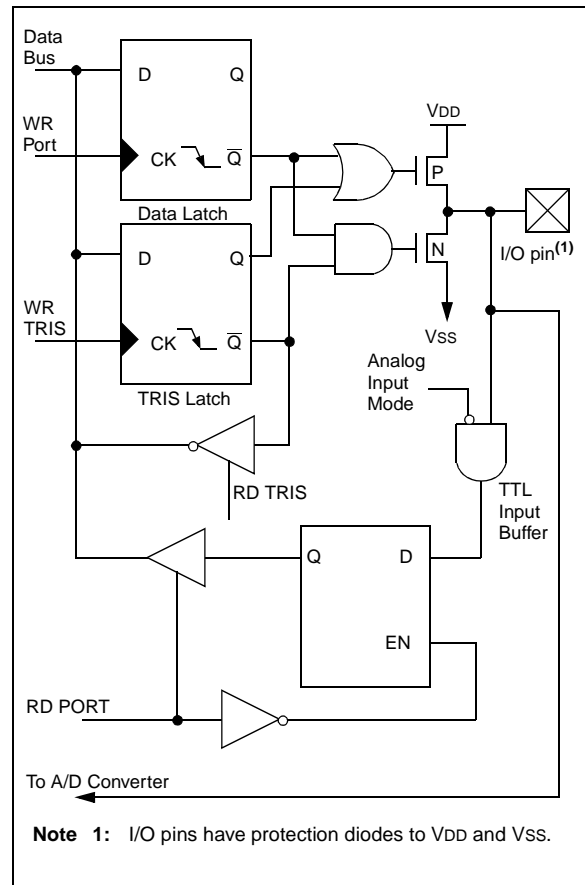 Data
Bus
D
Q
WR
Port
CK
Q̅
Data Latch
VDD
P
I/O pin(1)
D
Q
N
WR
TRIS
CK
Q̅
TRIS Latch
VSS
Analog
Input
Mode
RD TRIS
TTL
Input
Buffer
Q
D
EN
RD PORT
To A/D Converter
Note 1: I/O pins have protection diodes to VDD and VSS.